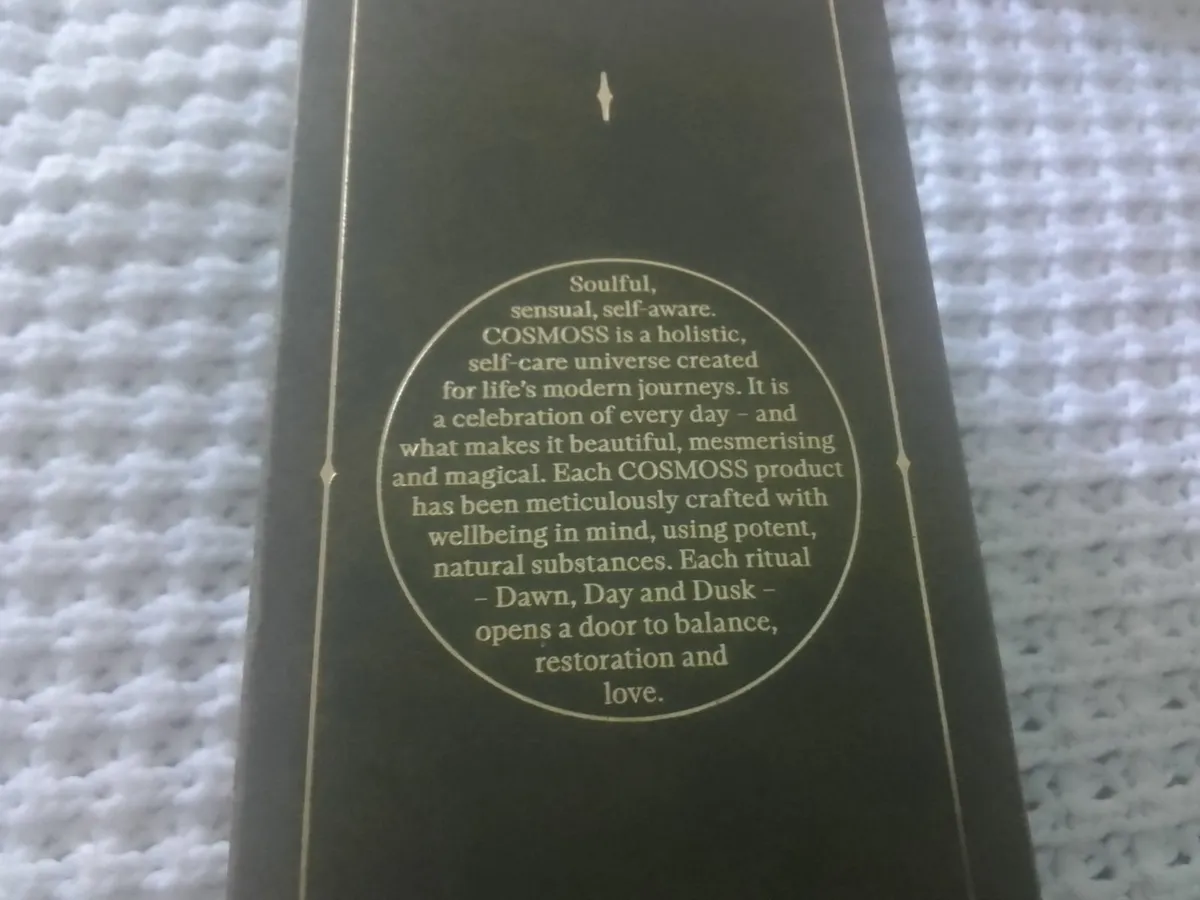 Soulful,
sensual, self-aware.
COSMOSS is a holistic,
self-care universe created
for life's modern journeys. It is
a celebration of every day – and
what makes it beautiful, mesmerising
and magical. Each COSMOSS product
has been meticulously crafted with
wellbeing in mind, using potent,
natural substances. Each ritual
– Dawn, Day and Dusk –
opens a door to balance,
restoration and
love.